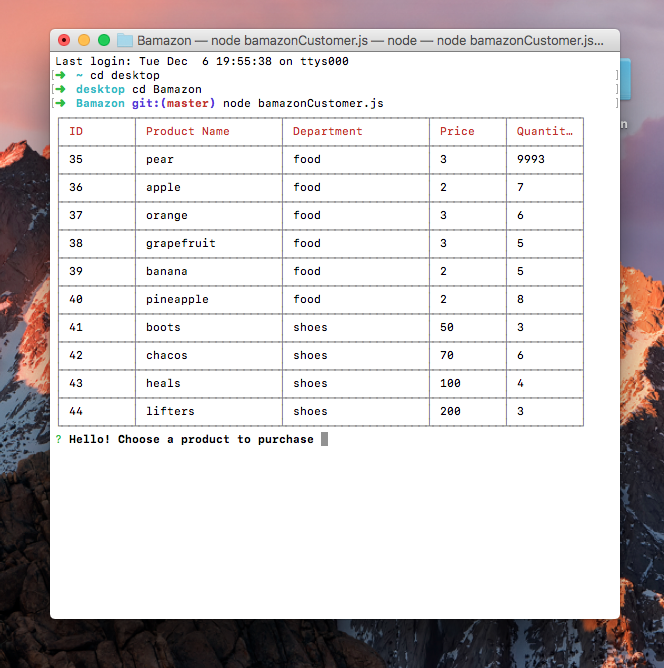 Bamazon — node bamazonCustomer.js — node — node bamazonCustomer.js...
Last login: Tue Dec  6 19:55:38 on ttys000
[➜  ~ cd desktop ]
[➜  desktop cd Bamazon ]
[➜  Bamazon git:(master) node bamazonCustomer.js ]
ID Product Name Department Price Quantit…
35 pear food 3 9993
36 apple food 2 7
37 orange food 3 6
38 grapefruit food 3 5
39 banana food 2 5
40 pineapple food 2 8
41 boots shoes 50 3
42 chacos shoes 70 6
43 heals shoes 100 4
44 lifters shoes 200 3
? Hello! Choose a product to purchase